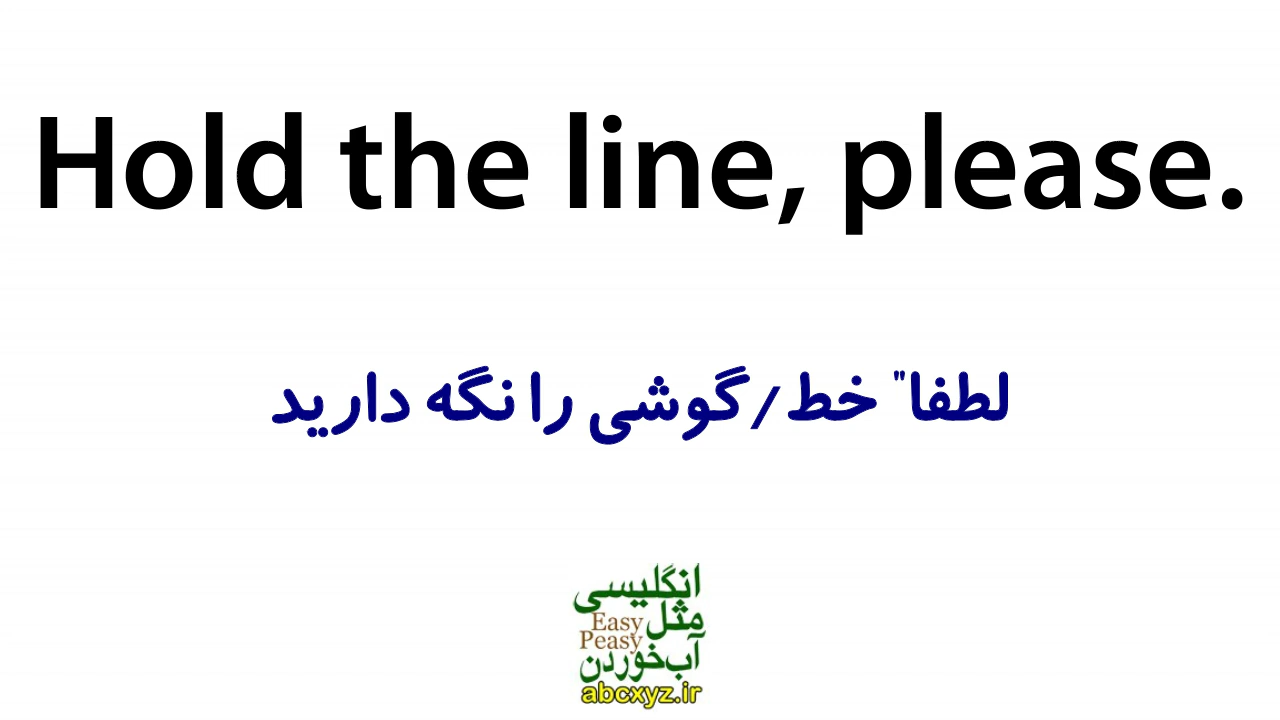 Hold the line, please.
لطفا" خط/گوشی را نگه دارید
انگلیسی
مثل
Easy
Peasy
آب‌خوردن
abcxyz.ir